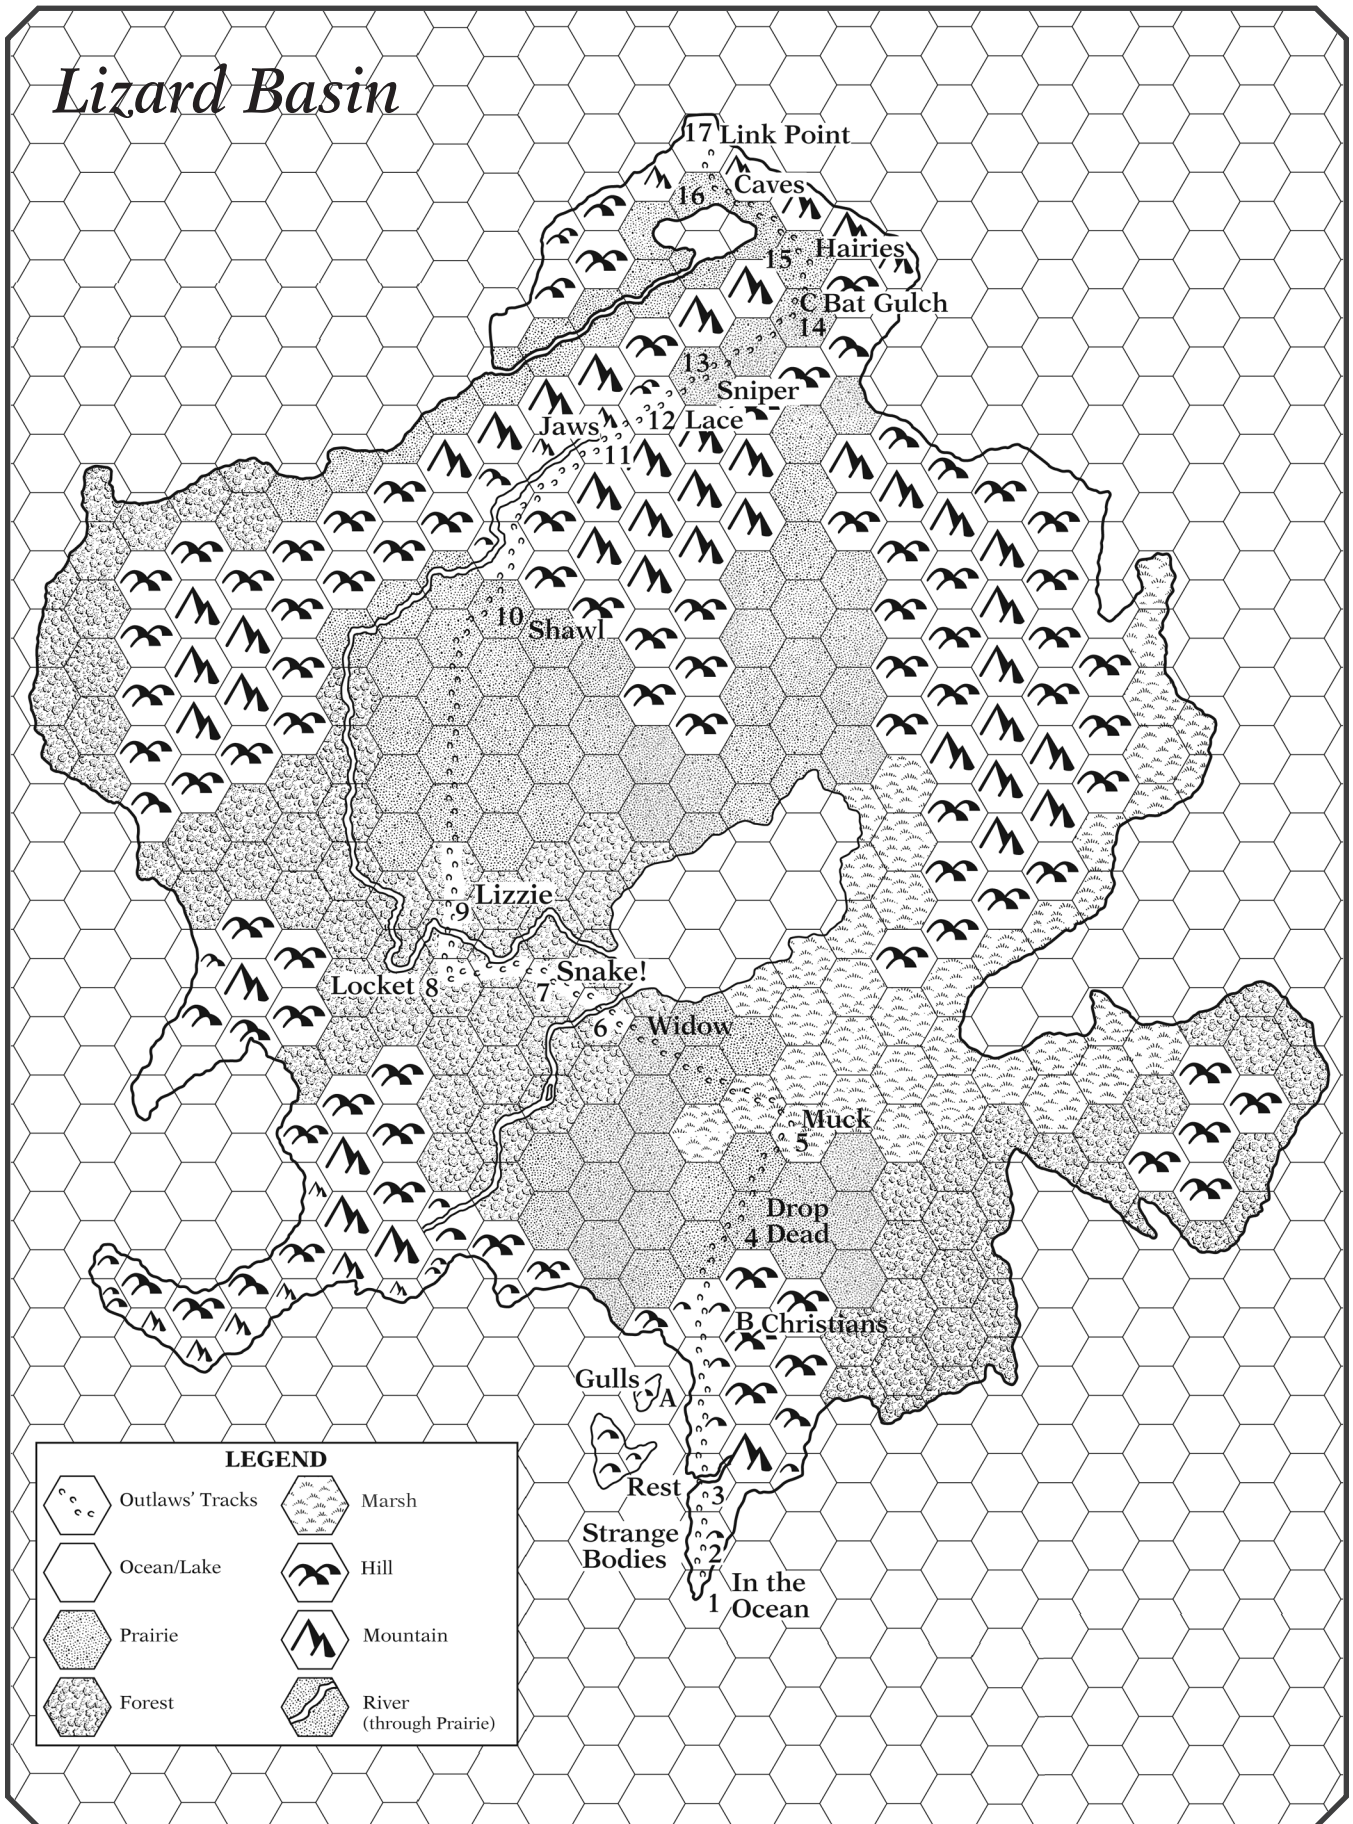 Lizard Basin
17 Link Point
Caves
16
Hairies
15
C Bat Gulch
14
13
Sniper
12 Lace
Jaws
11
10
Shawl
Lizzie
9
Snake!
Locket 8
7
6
Widow
Muck
5
Drop
4 Dead
B Christians
Gulls
A
Rest
3
Strange
Bodies
2
In the
1 Ocean
LEGEND
Outlaws' Tracks
Marsh
Ocean/Lake
Hill
Prairie
Mountain
Forest
River
(through Prairie)